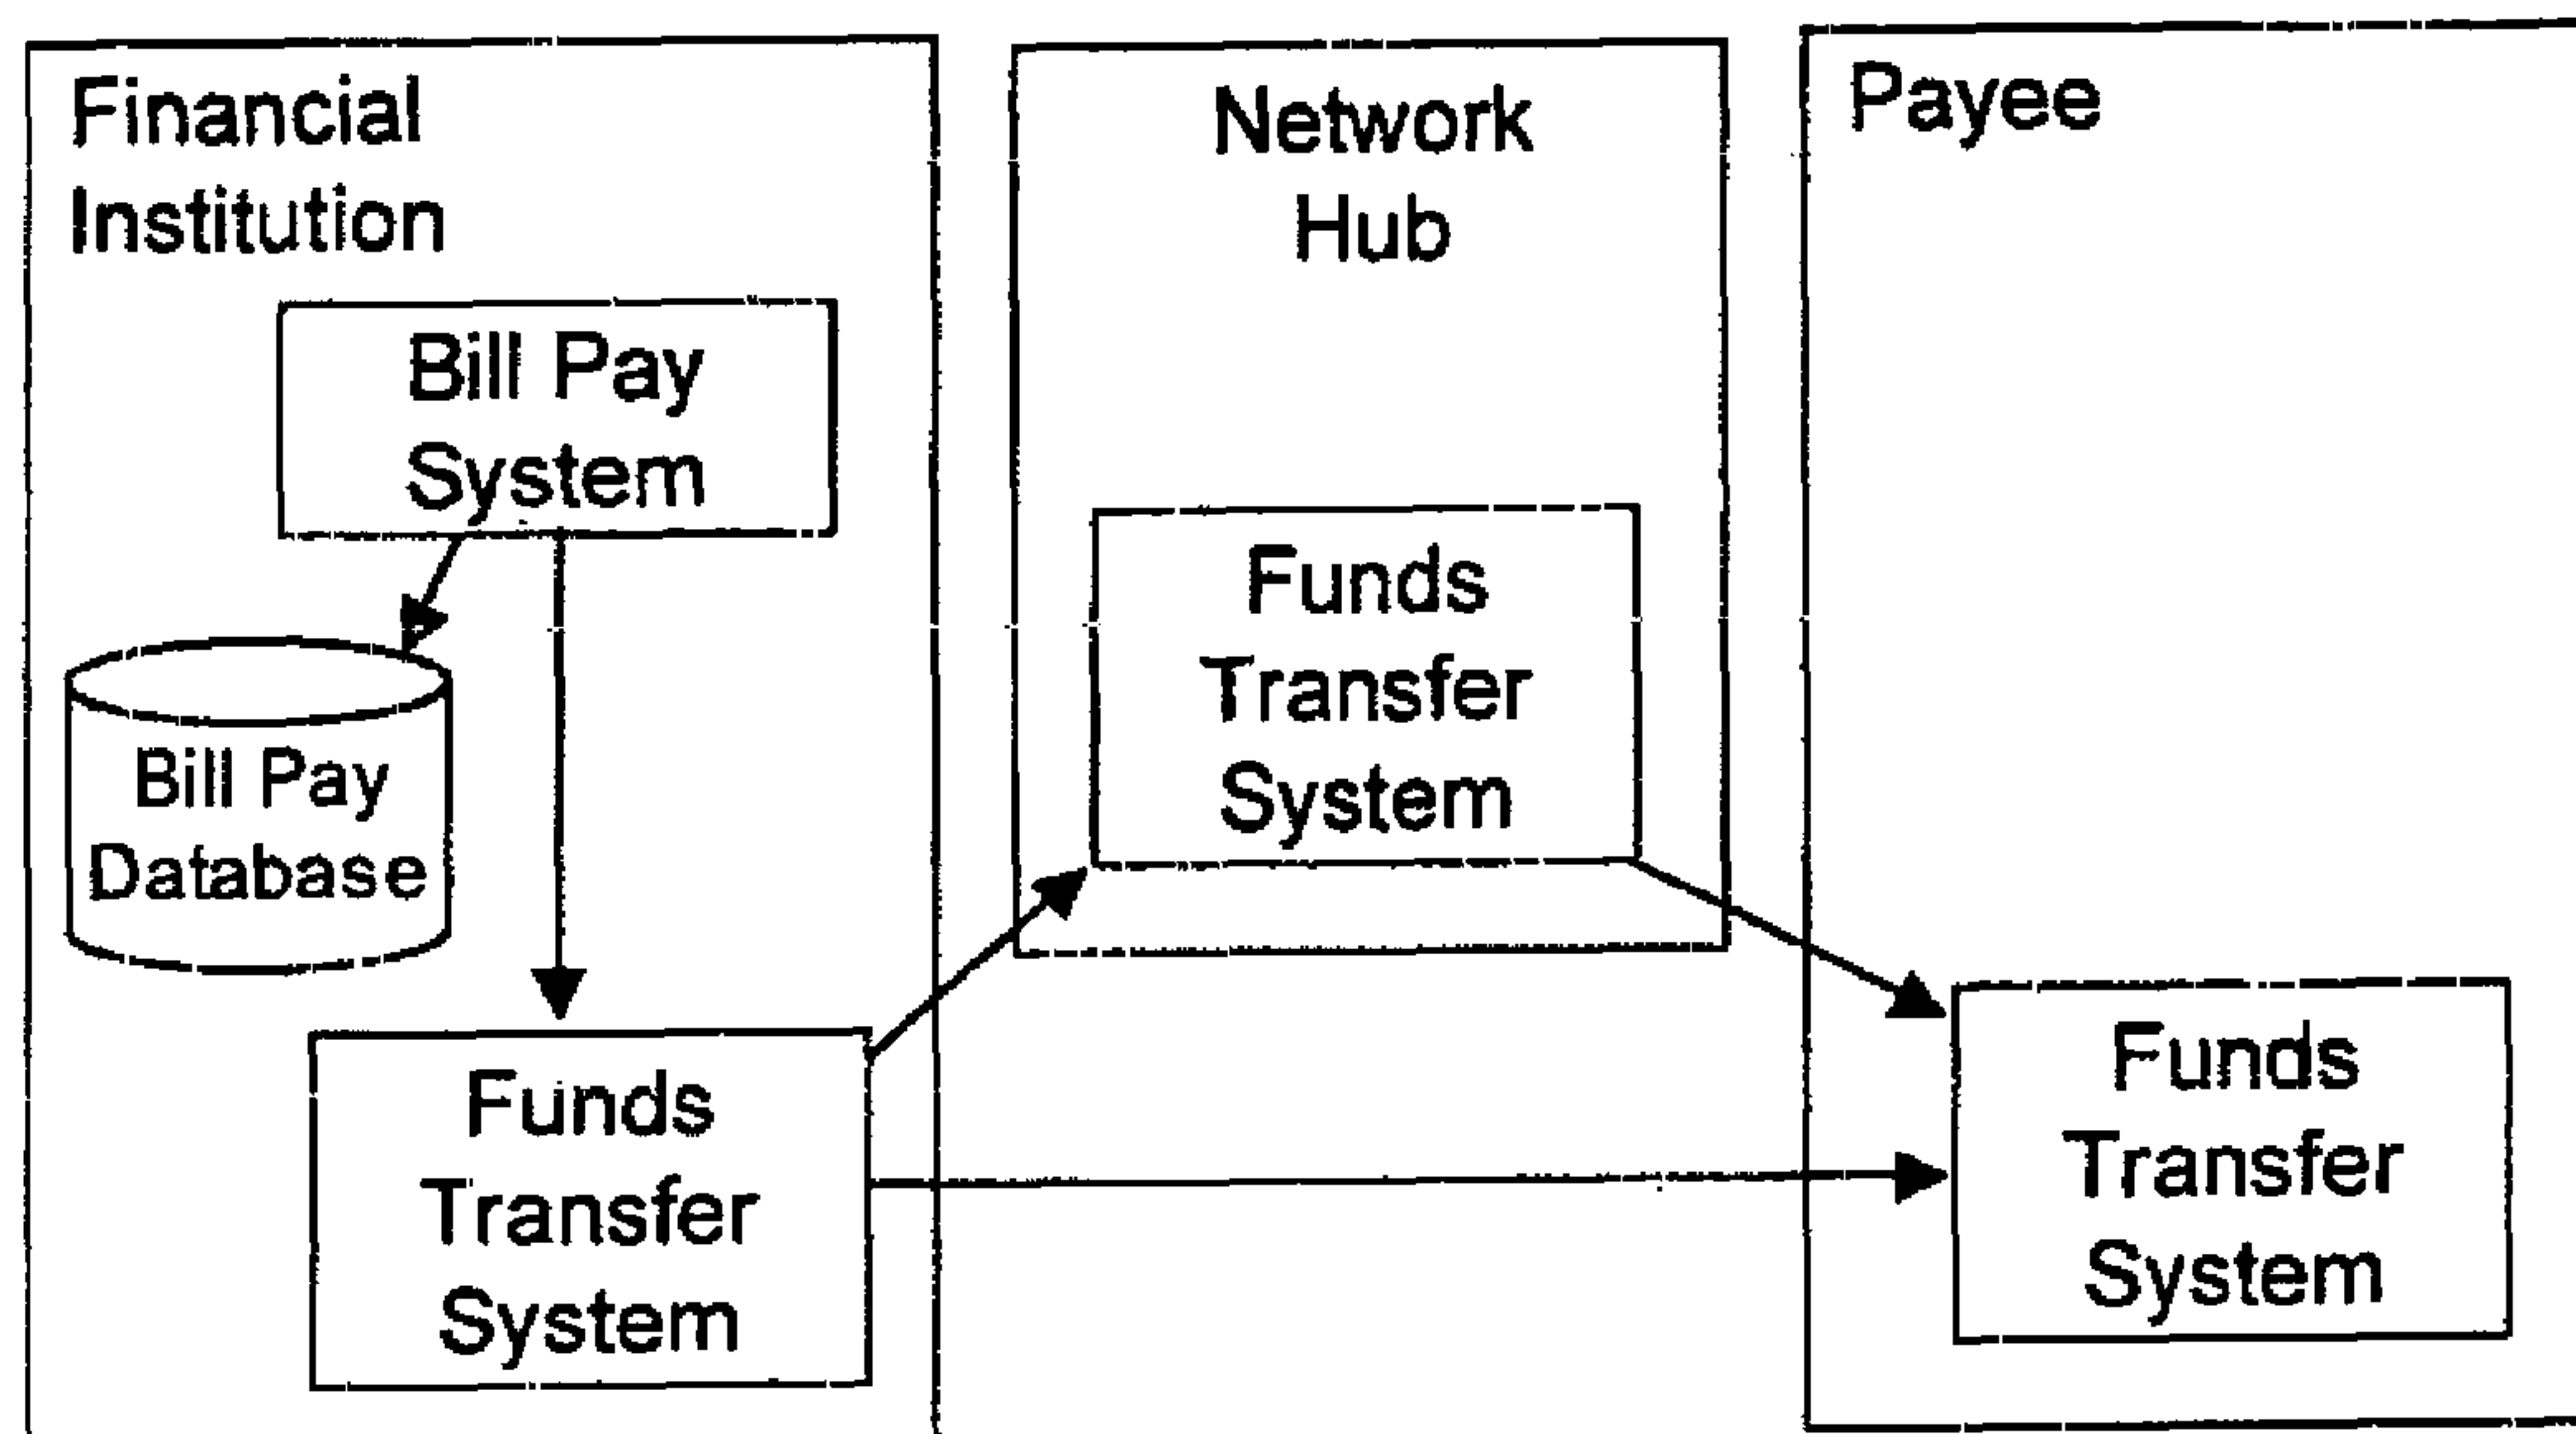 Financial
Institution
Bill Pay
System
Bill Pay
Database
Funds
Transfer
System
Network
Hub
Funds
Transfer
System
Payee
Funds
Transfer
System